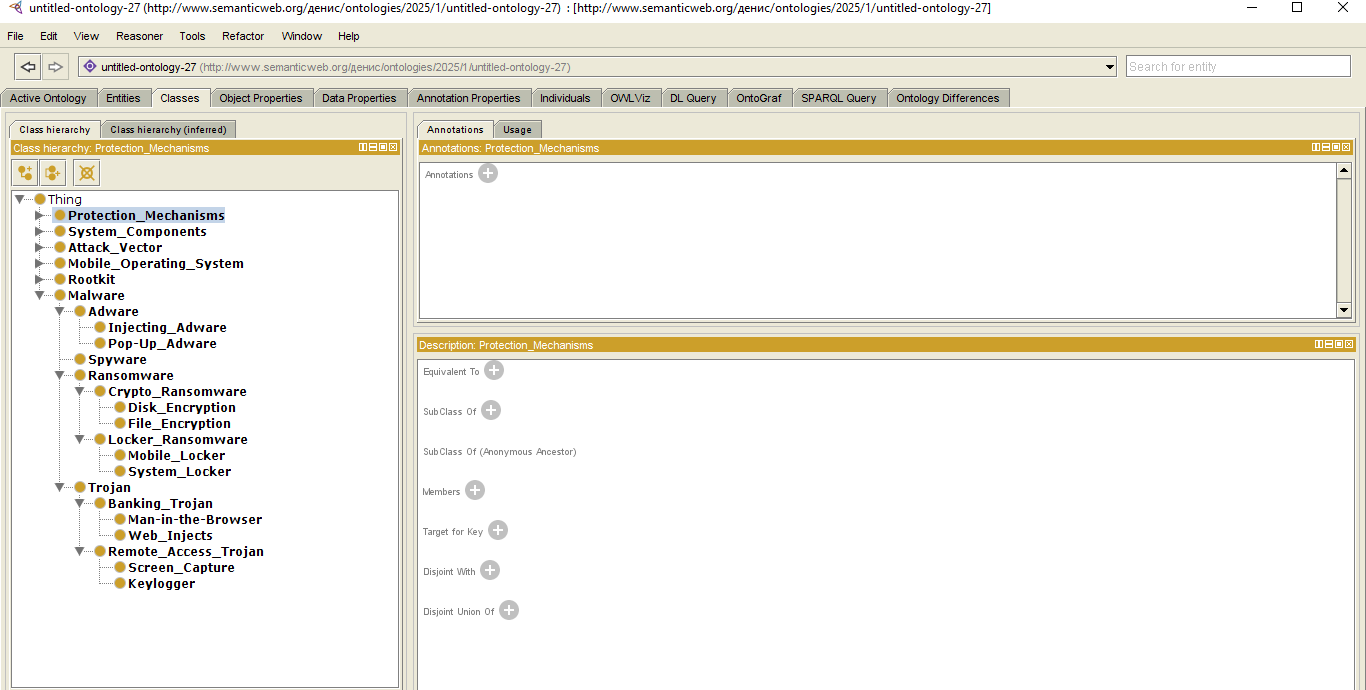 untitled-ontology-27 (http://www.semanticweb.org/денис/ontologies/2025/1/untitled-ontology-27) : [http://www.semanticweb.org/денис/ontologies/2025/1/untitled-ontology-27]
File Edit View Reasoner Tools Refactor Window Help
untitled-ontology-27 (http://www.semanticweb.org/денис/ontologies/2025/1/untitled-ontology-27) Search for entity
Active Ontology Entities Classes Object Properties Data Properties Annotation Properties Individuals OWLViz DL Query OntoGraf SPARQL Query Ontology Differences
Class hierarchy Class hierarchy (inferred)
Class hierarchy: Protection_Mechanisms
Thing
Protection_Mechanisms
System_Components
Attack_Vector
Mobile_Operating_System
Rootkit
Malware
Adware
Injecting_Adware
Pop-Up_Adware
Spyware
Ransomware
Crypto_Ransomware
Disk_Encryption
File_Encryption
Locker_Ransomware
Mobile_Locker
System_Locker
Trojan
Banking_Trojan
Man-in-the-Browser
Web_Injects
Remote_Access_Trojan
Screen_Capture
Keylogger
Annotations Usage
Annotations: Protection_Mechanisms
Annotations
Description: Protection_Mechanisms
Equivalent To
SubClass Of
SubClass Of (Anonymous Ancestor)
Members
Target for Key
Disjoint With
Disjoint Union Of